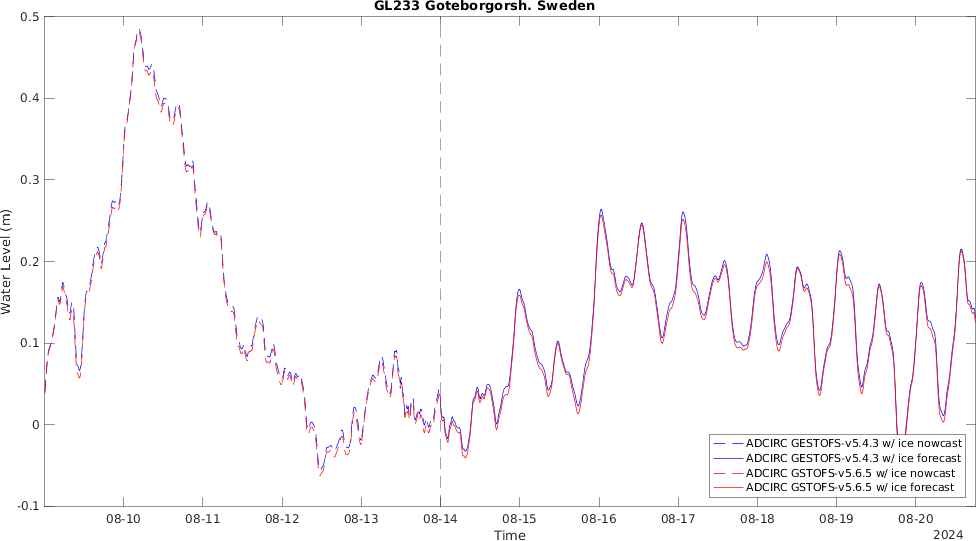 GL233 Goteborgorsh. Sweden
0.5
0.4
0.3
0.2
0.1
0
-0.1
Water Level (m)
08-10 08-11 08-12 08-13 08-14 08-15 08-16 08-17 08-18 08-19 08-20
Time
2024
ADCIRC GESTOFS-v5.4.3 w/ ice nowcast
ADCIRC GESTOFS-v5.4.3 w/ ice forecast
ADCIRC GSTOFS-v5.6.5 w/ ice nowcast
ADCIRC GSTOFS-v5.6.5 w/ ice forecast